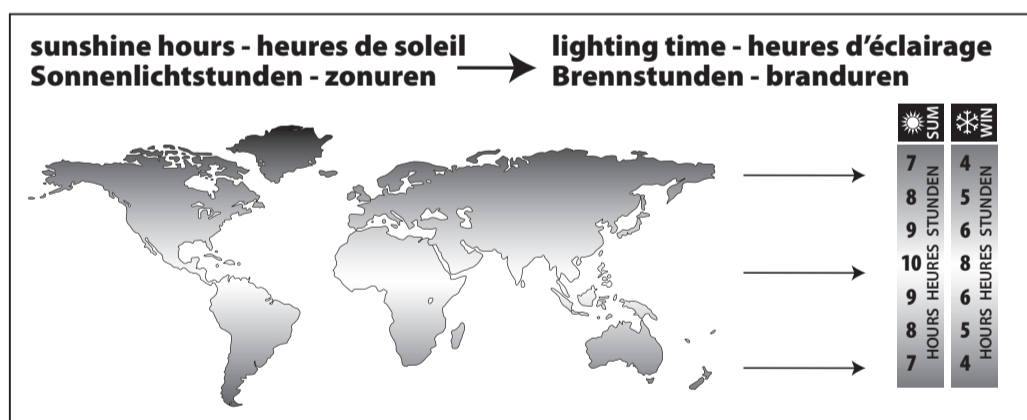 sunshine hours - heures de soleil
Sonnenlichtstunden - zonuren
lighting time - heures d'éclairage
Brennstunden - branduren
SUM WIN
7 4
8 5
9 6
10 8
9 6
8 5
7 4
HOURS HEURES STUNDEN
HOURS HEURES STUNDEN